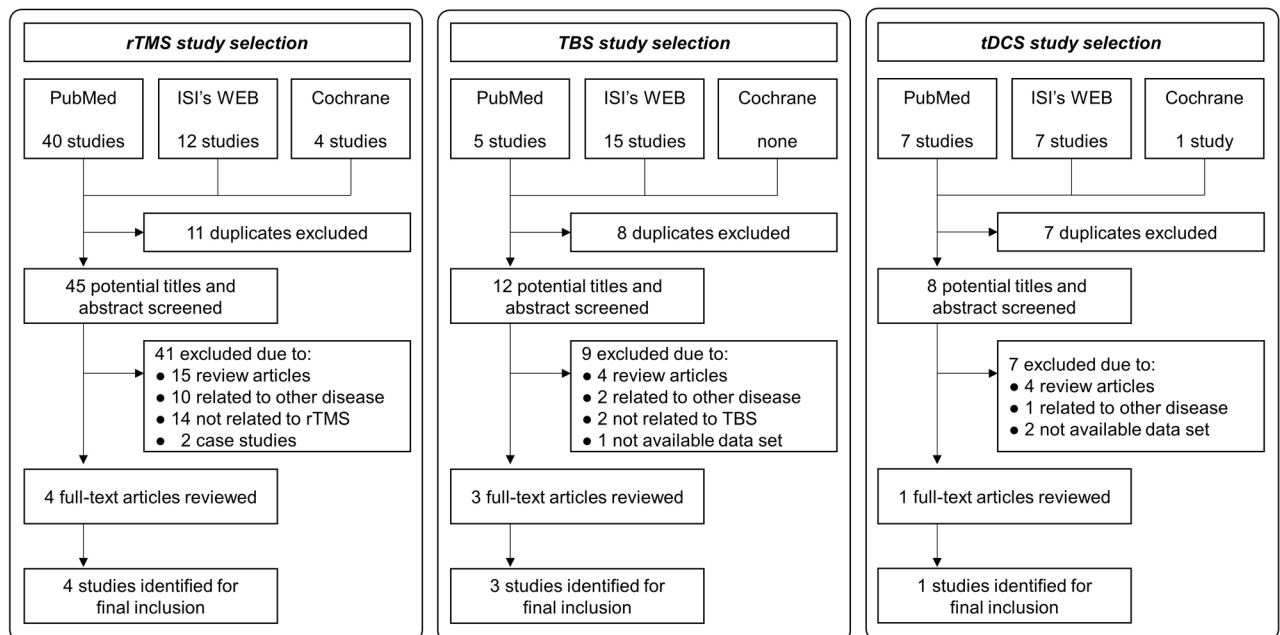 rTMS study selection
PubMed
40 studies
ISI's WEB
12 studies
Cochrane
4 studies
11 duplicates excluded
45 potential titles and
abstract screened
41 excluded due to:
● 15 review articles
● 10 related to other disease
● 14 not related to rTMS
● 2 case studies
4 full-text articles reviewed
4 studies identified for
final inclusion
TBS study selection
PubMed
5 studies
ISI's WEB
15 studies
Cochrane
none
8 duplicates excluded
12 potential titles and
abstract screened
9 excluded due to:
● 4 review articles
● 2 related to other disease
● 2 not related to TBS
● 1 not available data set
3 full-text articles reviewed
3 studies identified for
final inclusion
tDCS study selection
PubMed
7 studies
ISI's WEB
7 studies
Cochrane
1 study
7 duplicates excluded
8 potential titles and
abstract screened
7 excluded due to:
● 4 review articles
● 1 related to other disease
● 2 not available data set
1 full-text articles reviewed
1 studies identified for
final inclusion